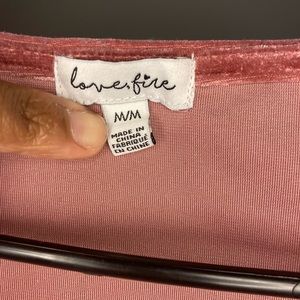 love, fire
M/M
MADE IN
CHINA
FABRIQUÉ
EN CHINE